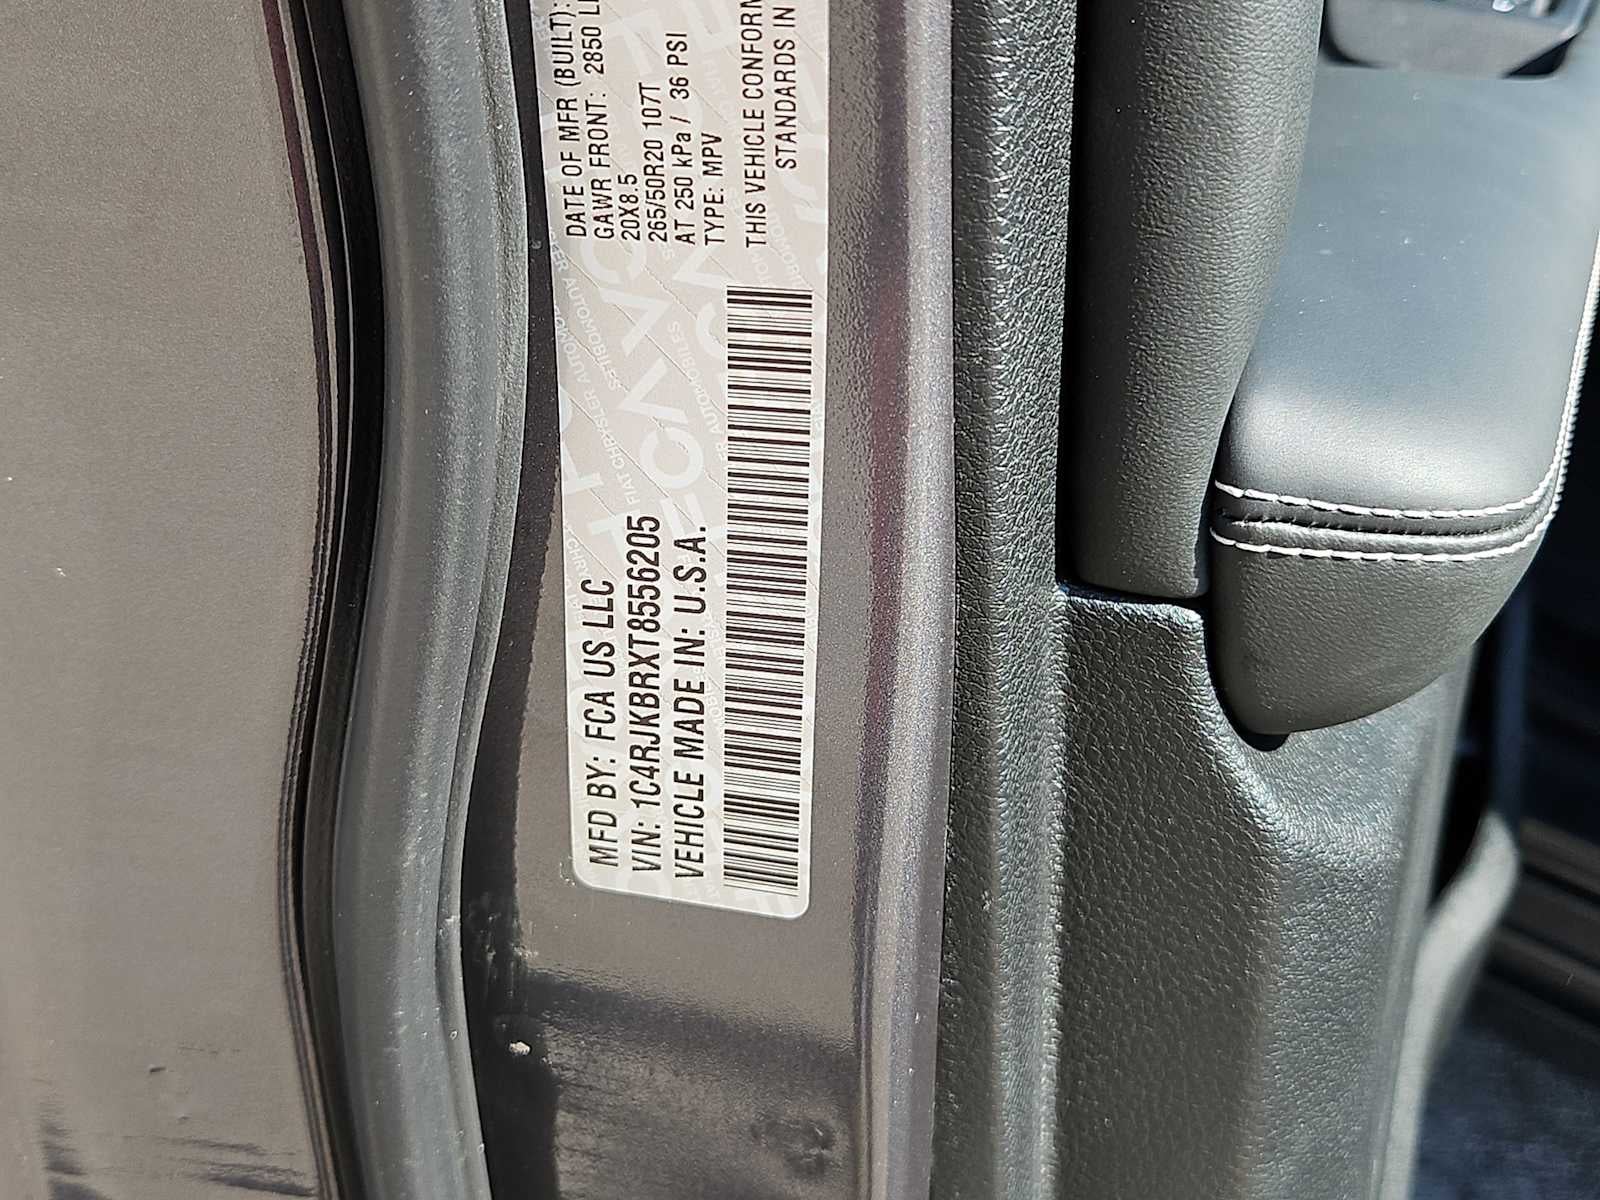 MFD BY: FCA US LLC
VIN: 1C4RJKBRXT8556205
VEHICLE MADE IN: U.S.A.
DATE OF MFR (BUILT):
GAWR FRONT: 2850
20X8.5
265/50R20 107T
AT 250 kPa / 36 PSI
TYPE: MPV
THIS VEHICLE CONFORM
STANDARDS IN